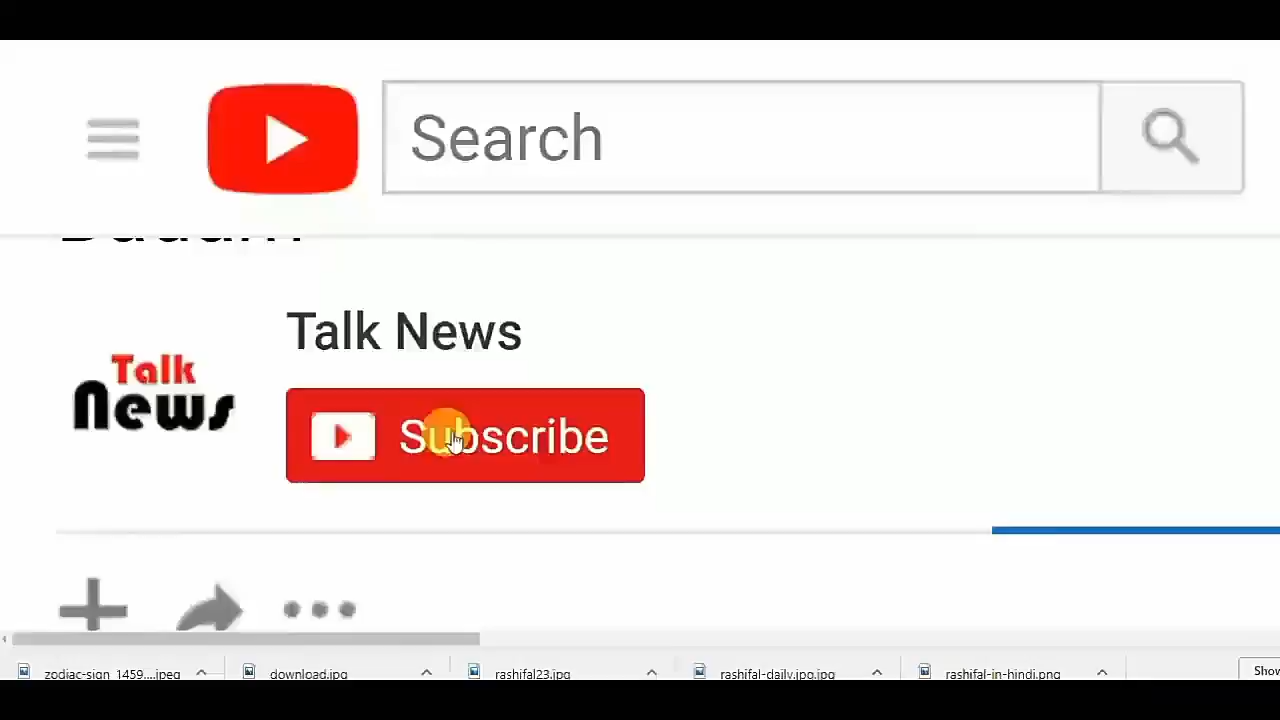 Search
Talk News
Talk
News
Subscribe
zodiac-sign_1459....jpeg
download.jpg
rashifal23.jpg
rashifal-daily.jpg.jpg
rashifal-in-hindi.png